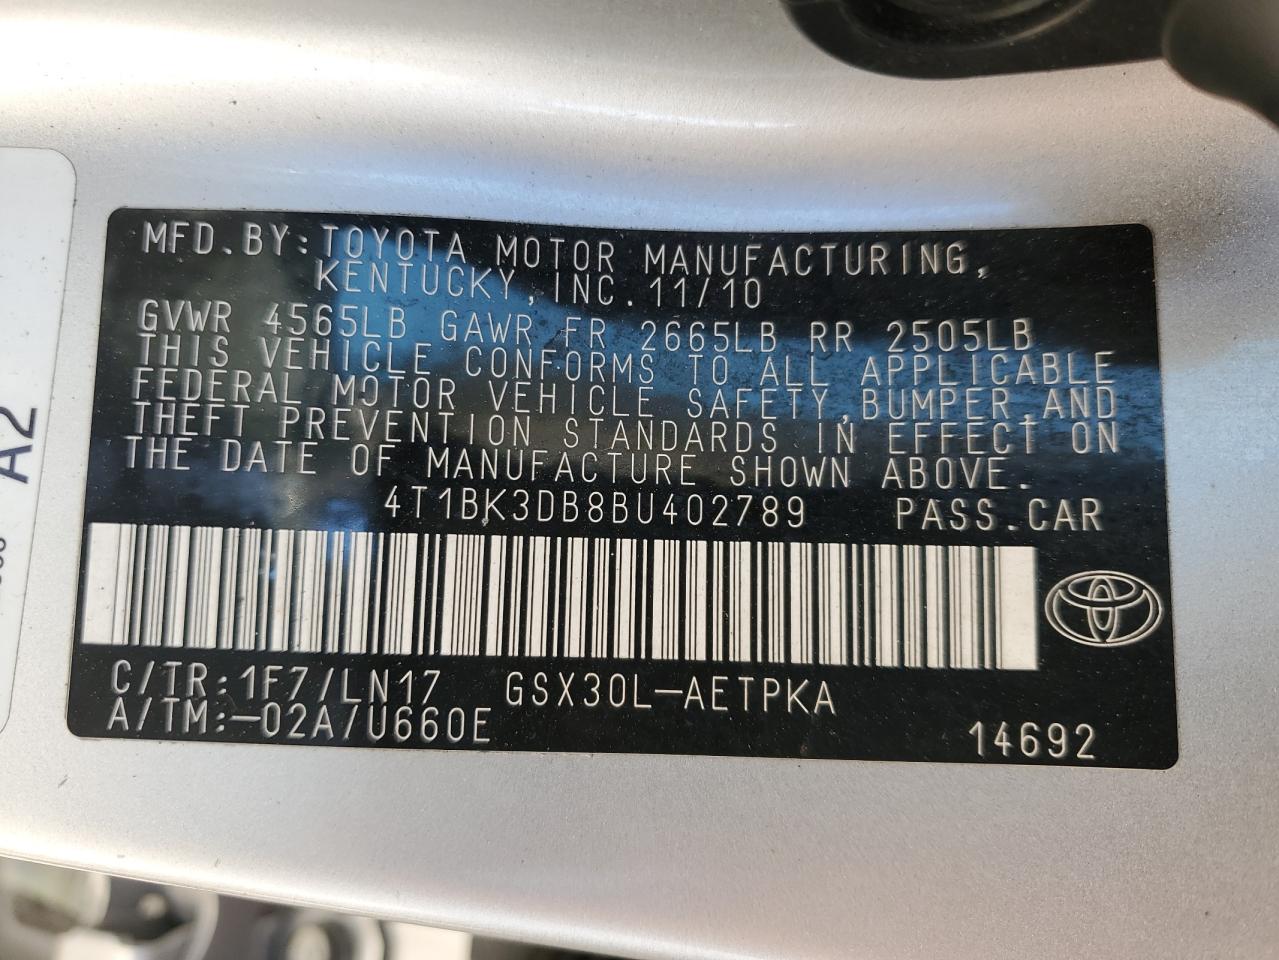 MFD.BY:TOYOTA MOTOR MANUFACTURING,
KENTUCKY,INC.11/10
GVWR 4565LB GAWR FR 2665LB RR 2505LB
THIS VEHICLE CONFORMS TO ALL APPLICABLE
FEDERAL MOTOR VEHICLE SAFETY,BUMPER,AND
THEFT PREVENTION STANDARDS IN EFFECT ON
THE DATE OF MANUFACTURE SHOWN ABOVE.
4T1BK3DB8BU402789 PASS.CAR
C/TR:1F7/LN17 GSX30L-AETPKA
A/TM:-02A/U660E
14692
A2